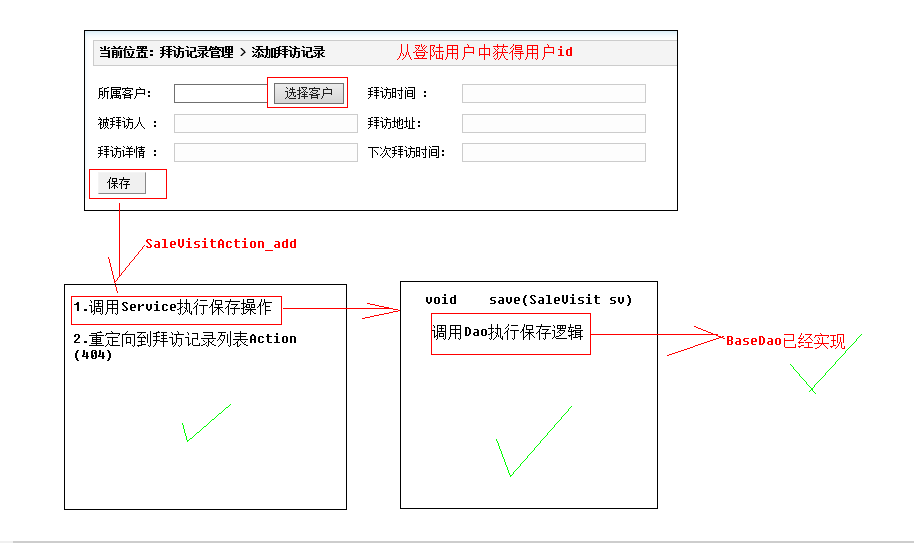 当前位置：拜访记录管理 > 添加拜访记录 从登陆用户中获得用户id
所属客户： 选择客户 拜访时间 ：
被拜访人 ： 拜访地址：
拜访详情 ： 下次拜访时间：
保存
SaleVisitAction_add
1.调用Service执行保存操作
2.重定向到拜访记录列表Action
(404)
void save(SaleVisit sv)
调用Dao执行保存逻辑
BaseDao已经实现